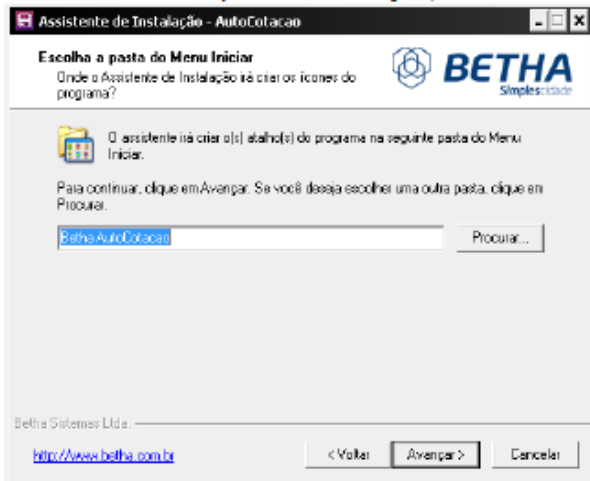 Assistente de Instalação - AutoCotacao
Escolha a pasta do Menu Iniciar
Onde o Assistente de Instalação irá criar os ícones do
programa?
BETHA
Simplescidade
O assistente irá criar o(s) atalho(s) do programa na seguinte pasta do Menu
Iniciar.
Para continuar, clique em Avançar. Se você deseja escolher uma outra pasta, clique em
Procurar.
Betha AutoCotacao
Procurar...
Betha Sistemas Ltda.
http://www.betha.com.br
< Voltar
Avançar >
Cancelar